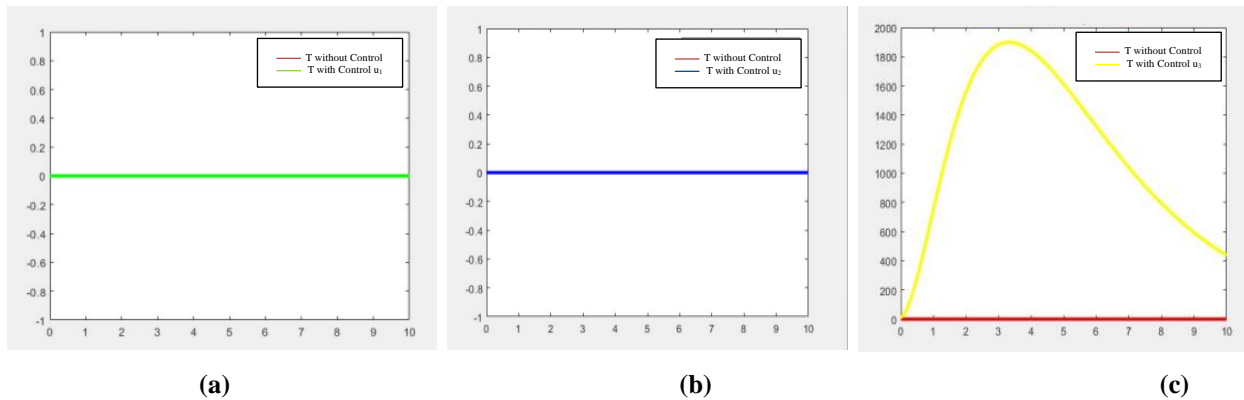 1
0.8
0.6
0.4
0.2
0
-0.2
-0.4
-0.6
-0.8
-1
0 1 2 3 4 5 6 7 8 9 10
T without Control
T with Control u₁
(a)
1
0.8
0.6
0.4
0.2
0
-0.2
-0.4
-0.6
-0.8
-1
0 1 2 3 4 5 6 7 8 9 10
T without Control
T with Control u₂
(b)
2000
1800
1600
1400
1200
1000
800
600
400
200
0
0 1 2 3 4 5 6 7 8 9 10
T without Control
T with Control u₃
(c)